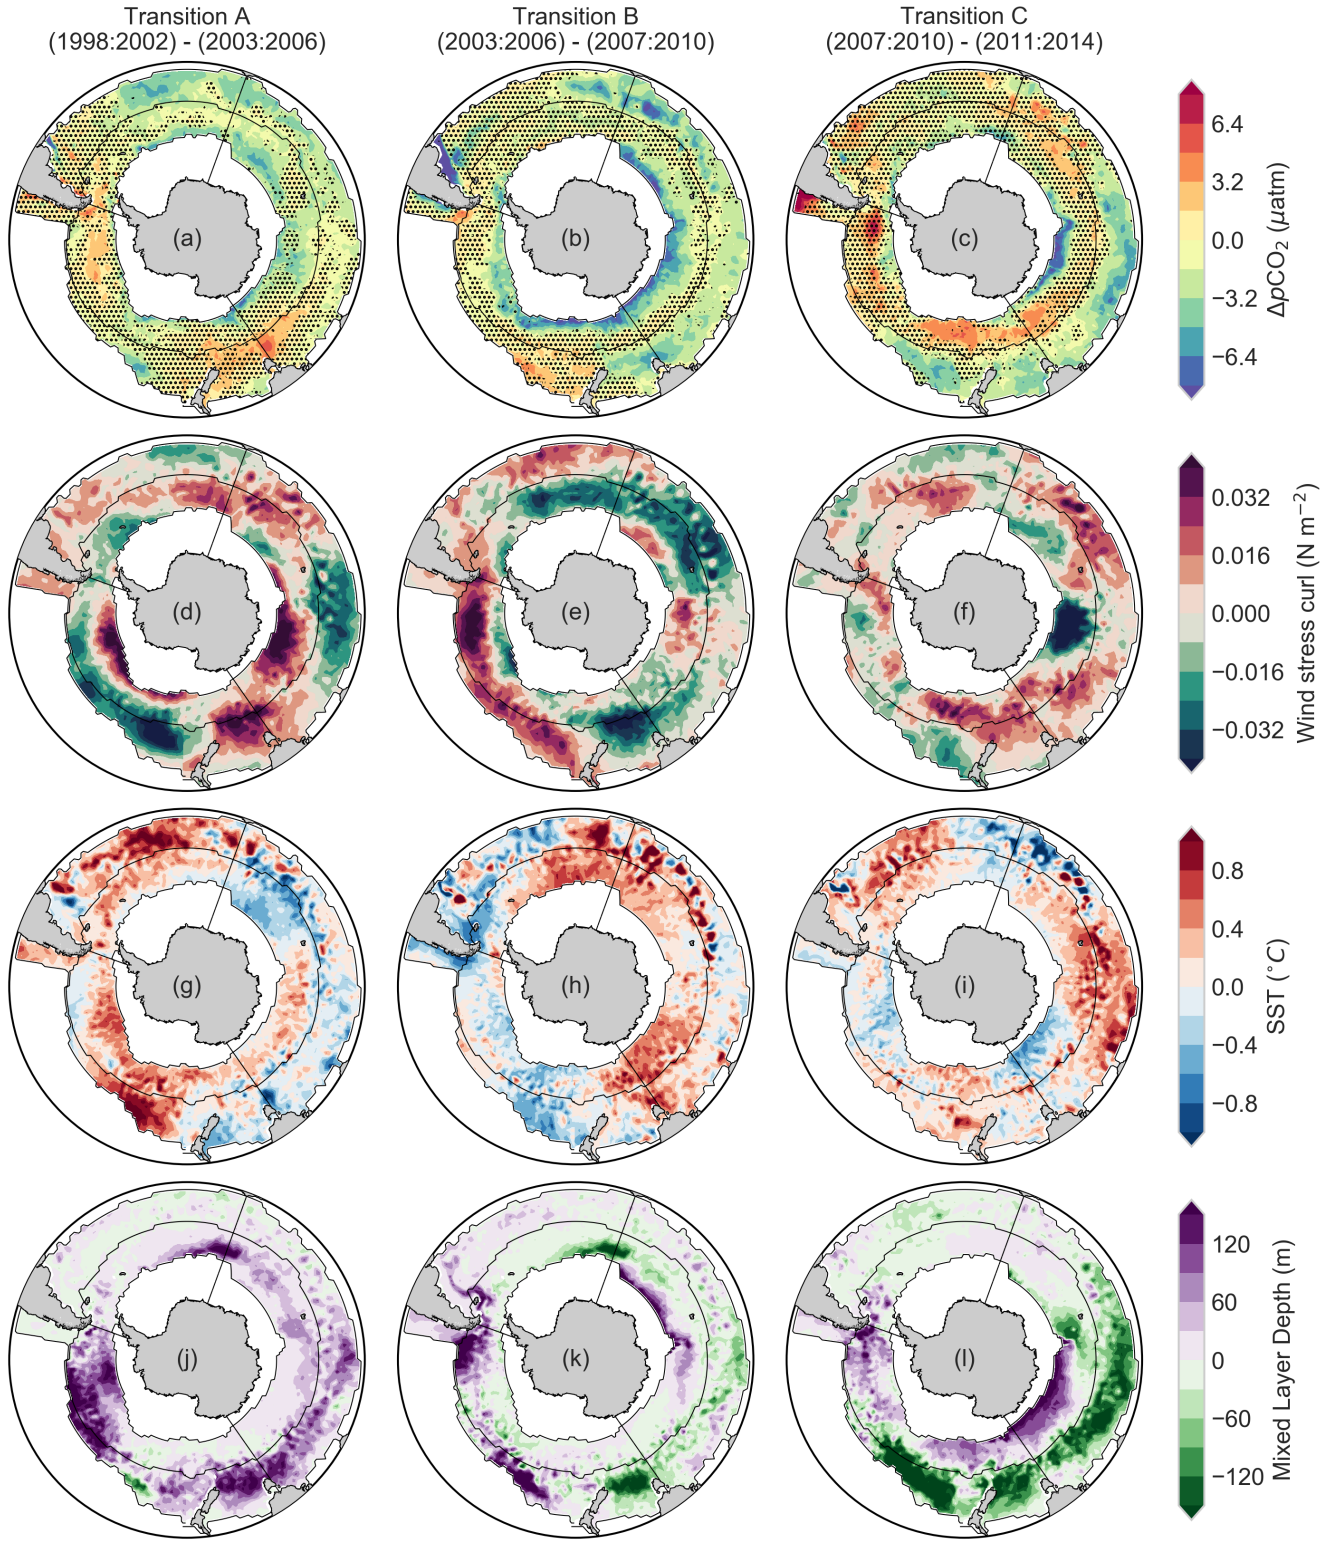 Transition A
(1998:2002) - (2003:2006)
Transition B
(2003:2006) - (2007:2010)
Transition C
(2007:2010) - (2011:2014)
(a)
(b)
(c)
6.4
3.2
0.0
−3.2
−6.4
ΔpCO₂ (μatm)
(d)
(e)
(f)
0.032
0.016
0.000
−0.016
−0.032
Wind stress curl (N m⁻²)
(g)
(h)
(i)
0.8
0.4
0.0
−0.4
−0.8
SST (°C)
(j)
(k)
(l)
120
60
0
−60
−120
Mixed Layer Depth (m)